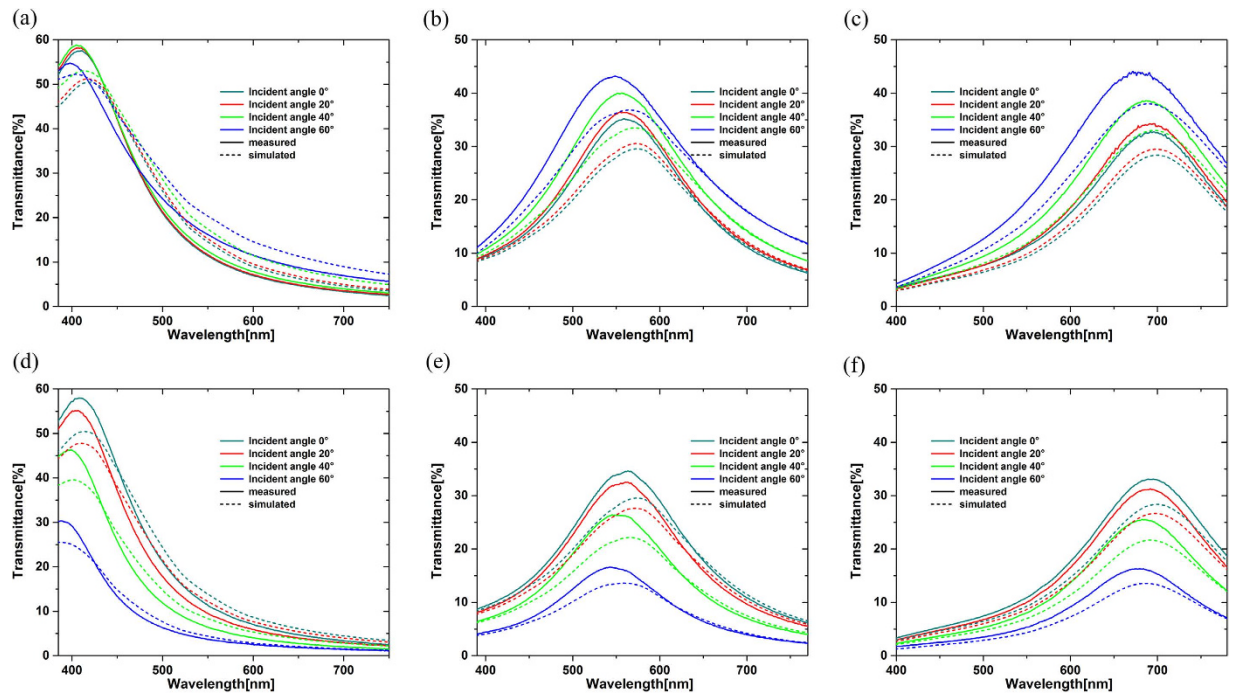 (a)
60
50
40
30
20
10
0
Transmittance[%]
400
500
600
700
Wavelength[nm]
Incident angle 0°
Incident angle 20°
Incident angle 40°
Incident angle 60°
measured
simulated
(b)
50
40
30
20
10
0
Transmittance[%]
400
500
600
700
Wavelength[nm]
Incident angle 0°
Incident angle 20°
Incident angle 40°
Incident angle 60°
measured
simulated
(c)
50
40
30
20
10
0
Transmittance[%]
400
500
600
700
Wavelength[nm]
Incident angle 0°
Incident angle 20°
Incident angle 40°
Incident angle 60°
measured
simulated
(d)
60
50
40
30
20
10
0
Transmittance[%]
400
500
600
700
Wavelength[nm]
Incident angle 0°
Incident angle 20°
Incident angle 40°
Incident angle 60°
measured
simulated
(e)
50
40
30
20
10
0
Transmittance[%]
400
500
600
700
Wavelength[nm]
Incident angle 0°
Incident angle 20°
Incident angle 40°
Incident angle 60°
measured
simulated
(f)
50
40
30
20
10
0
Transmittance[%]
400
500
600
700
Wavelength[nm]
Incident angle 0°
Incident angle 20°
Incident angle 40°
Incident angle 60°
measured
simulated